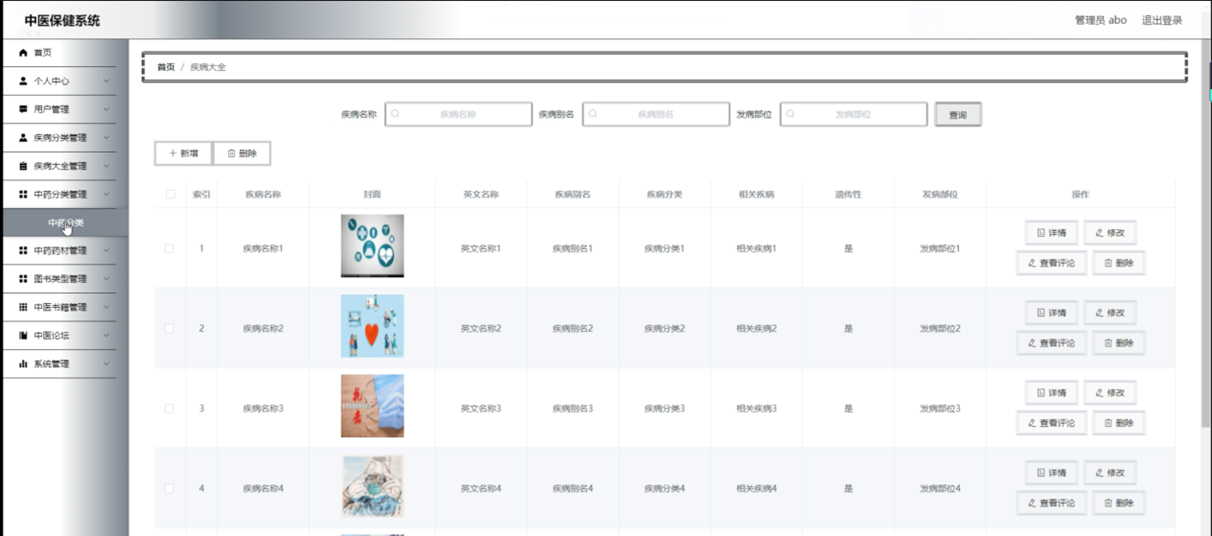 中医保健系统
管理员 abo 退出登录
首页
个人中心
用户管理
疾病分类管理
疾病大全管理
中药分类管理
中药分类
中药药材管理
图书类型管理
中医书籍管理
中医论坛
系统管理
首页 / 疾病大全
疾病名称 疾病名称 疾病别名 疾病别名 发病部位 发病部位 查询
+ 新增 删除
索引 疾病名称 封面 英文名称 疾病别名 疾病分类 相关疾病 遗传性 发病部位 操作
1 疾病名称1 英文名称1 疾病别名1 疾病分类1 相关疾病1 是 发病部位1 详情 修改
查看评论 删除
2 疾病名称2 英文名称2 疾病别名2 疾病分类2 相关疾病2 是 发病部位2 详情 修改
查看评论 删除
3 疾病名称3 英文名称3 疾病别名3 疾病分类3 相关疾病3 是 发病部位3 详情 修改
查看评论 删除
4 疾病名称4 英文名称4 疾病别名4 疾病分类4 相关疾病4 是 发病部位4 详情 修改
查看评论 删除